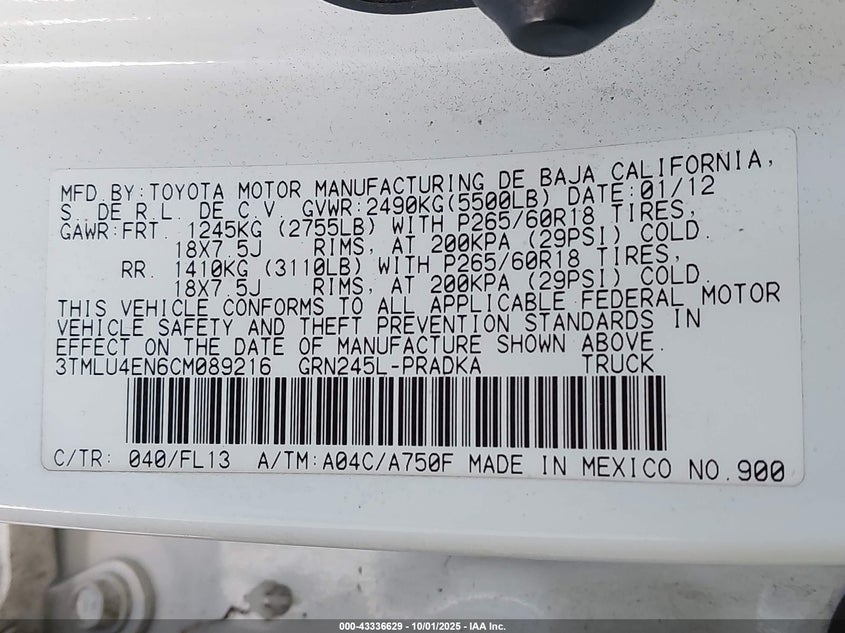 MFD BY: TOYOTA MOTOR MANUFACTURING DE BAJA CALIFORNIA,
S. DE R.L. DE C.V. GVWR:2490KG(5500LB) DATE:01/12
GAWR:FRT. 1245KG (2755LB) WITH P265/60R18 TIRES,
18X7.5J RIMS, AT 200KPA (29PSI) COLD.
RR. 1410KG (3110LB) WITH P265/60R18 TIRES,
18X7.5J RIMS, AT 200KPA (29PSI) COLD.
THIS VEHICLE CONFORMS TO ALL APPLICABLE FEDERAL MOTOR
VEHICLE SAFETY AND THEFT PREVENTION STANDARDS IN
EFFECT ON THE DATE OF MANUFACTURE SHOWN ABOVE.
3TMLU4EN6CM089216 GRN245L-PRADKA TRUCK
C/TR: 040/FL13 A/TM:A04C/A750F MADE IN MEXICO NO.900
000-43336629 - 10/01/2025 - IAA Inc.